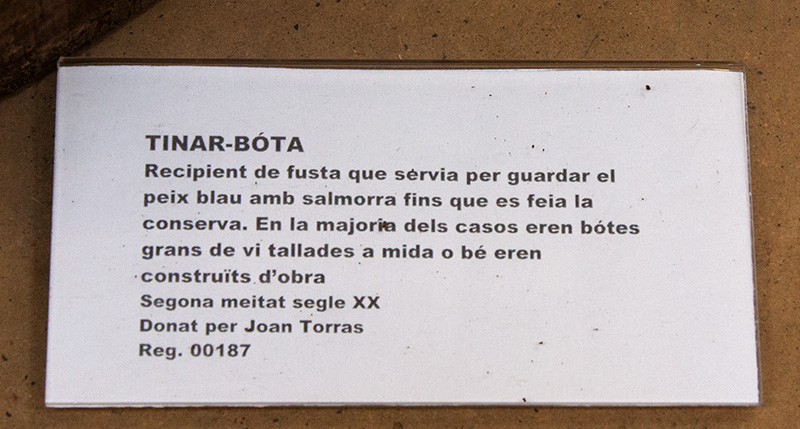 TINAR-BÓTA
Recipient de fusta que servia per guardar el
peix blau amb salmorra fins que es feia la
conserva. En la majoria dels casos eren bótes
grans de vi tallades a mida o bé eren
construïts d'obra
Segona meitat segle XX
Donat per Joan Torras
Reg. 00187